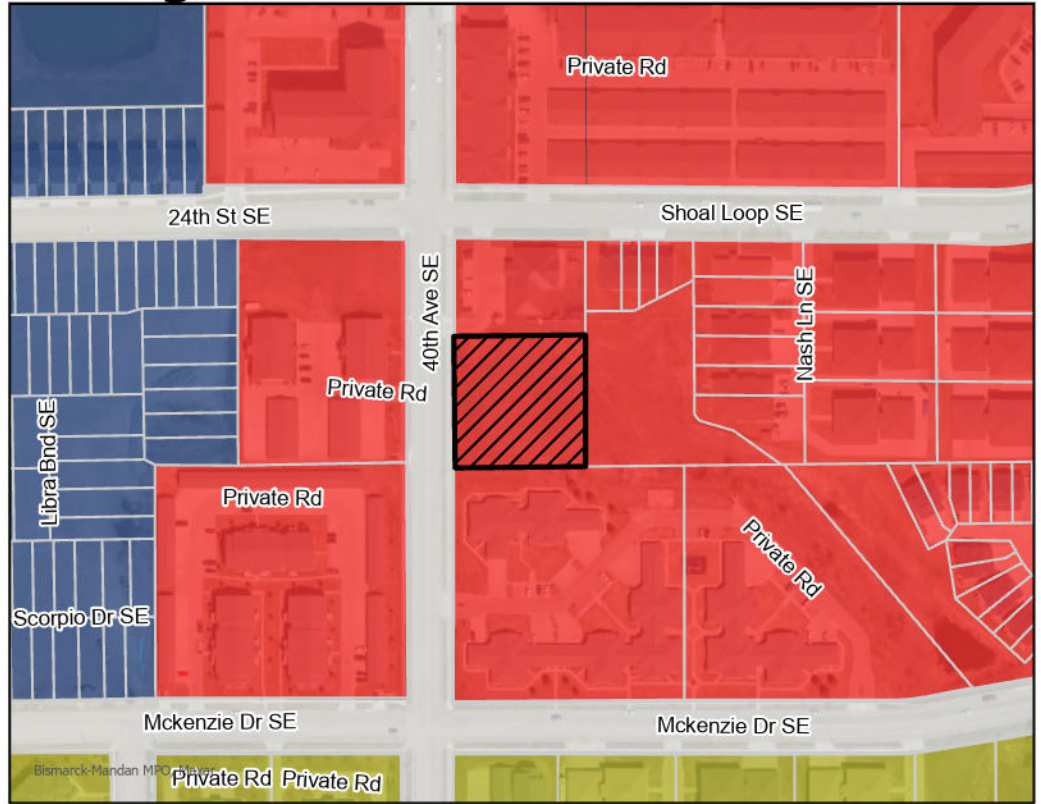 Private Rd
24th St SE
Shoal Loop SE
40th Ave SE
Nash Ln SE
Private Rd
Libra Bnd SE
Private Rd
Private Rd
Scorpio Dr SE
Mckenzie Dr SE
Mckenzie Dr SE
Bismarck-Mandan MPO, Maxar
Private Rd Private Rd